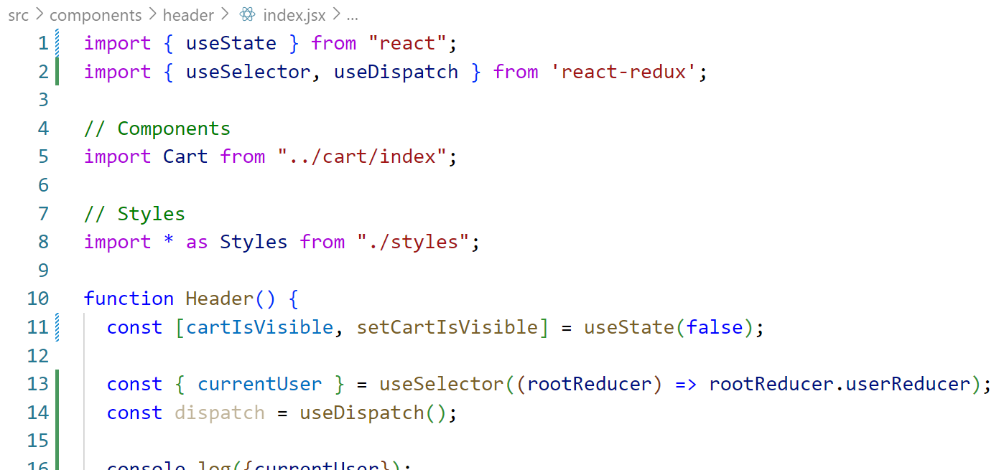 src > components > header > index.jsx > ...
1 import { useState } from "react";
2 import { useSelector, useDispatch } from 'react-redux';
3
4 // Components
5 import Cart from "../cart/index";
6
7 // Styles
8 import * as Styles from "./styles";
9
10 function Header() {
11 const [cartIsVisible, setCartIsVisible] = useState(false);
12
13 const { currentUser } = useSelector((rootReducer) => rootReducer.userReducer);
14 const dispatch = useDispatch();
15
16 console.log({currentUser});